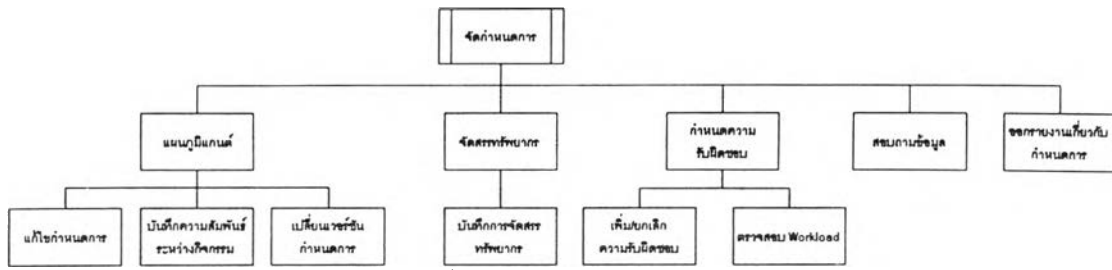 จัดกำหนดการ
แผนภูมิแกนต์
จัดสรรทรัพยากร
กำหนดความ
รับผิดชอบ
สอบถามข้อมูล
ออกรายงานเกี่ยวกับ
กำหนดการ
แก้ไขกำหนดการ
บันทึกความสัมพันธ์
ระหว่างกิจกรรม
เปลี่ยนเวอร์ชัน
กำหนดการ
บันทึกการจัดสรร
ทรัพยากร
เพิ่ม/ยกเลิก
ความรับผิดชอบ
ตรวจสอบ Workload